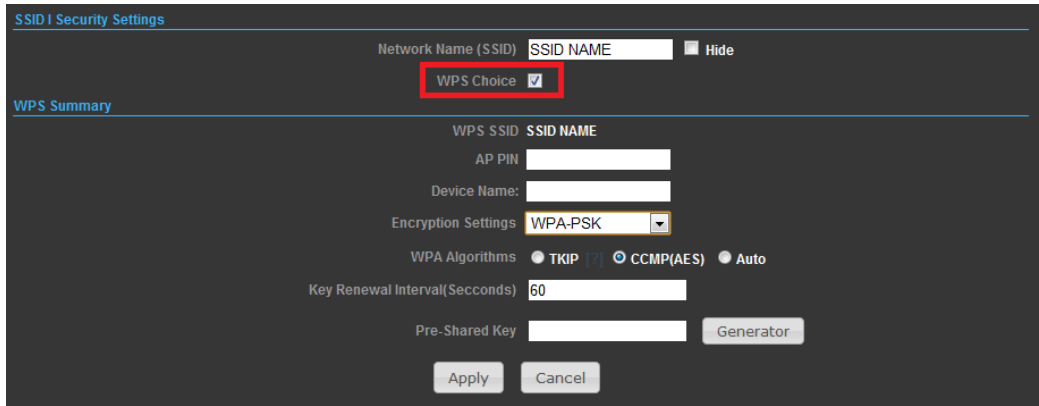 SSID I Security Settings
Network Name (SSID) SSID NAME Hide
WPS Choice
WPS Summary
WPS SSID SSID NAME
AP PIN
Device Name:
Encryption Settings WPA-PSK
WPA Algorithms TKIP [?] CCMP(AES) Auto
Key Renewal Interval(Secconds) 60
Pre-Shared Key Generator
Apply Cancel